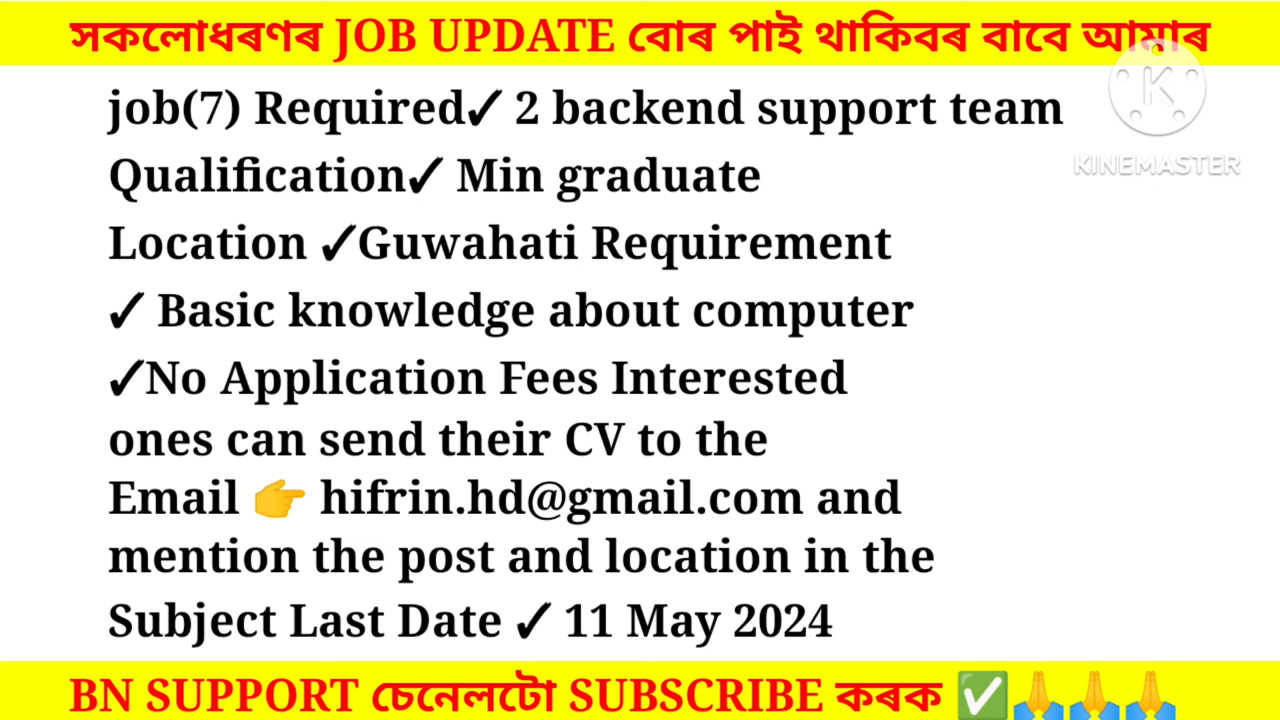 সকলোধৰণৰ JOB UPDATE বোৰ পাই থাকিবৰ বাবে আমাৰ
job(7) Required✓ 2 backend support team
KINEMASTER
Qualification✓ Min graduate
Location ✓Guwahati Requirement
✓ Basic knowledge about computer
✓No Application Fees Interested
ones can send their CV to the
Email 👉 hifrin.hd@gmail.com and
mention the post and location in the
Subject Last Date ✓ 11 May 2024
BN SUPPORT চেনেলটো SUBSCRIBE কৰক ✅🙏🙏🙏